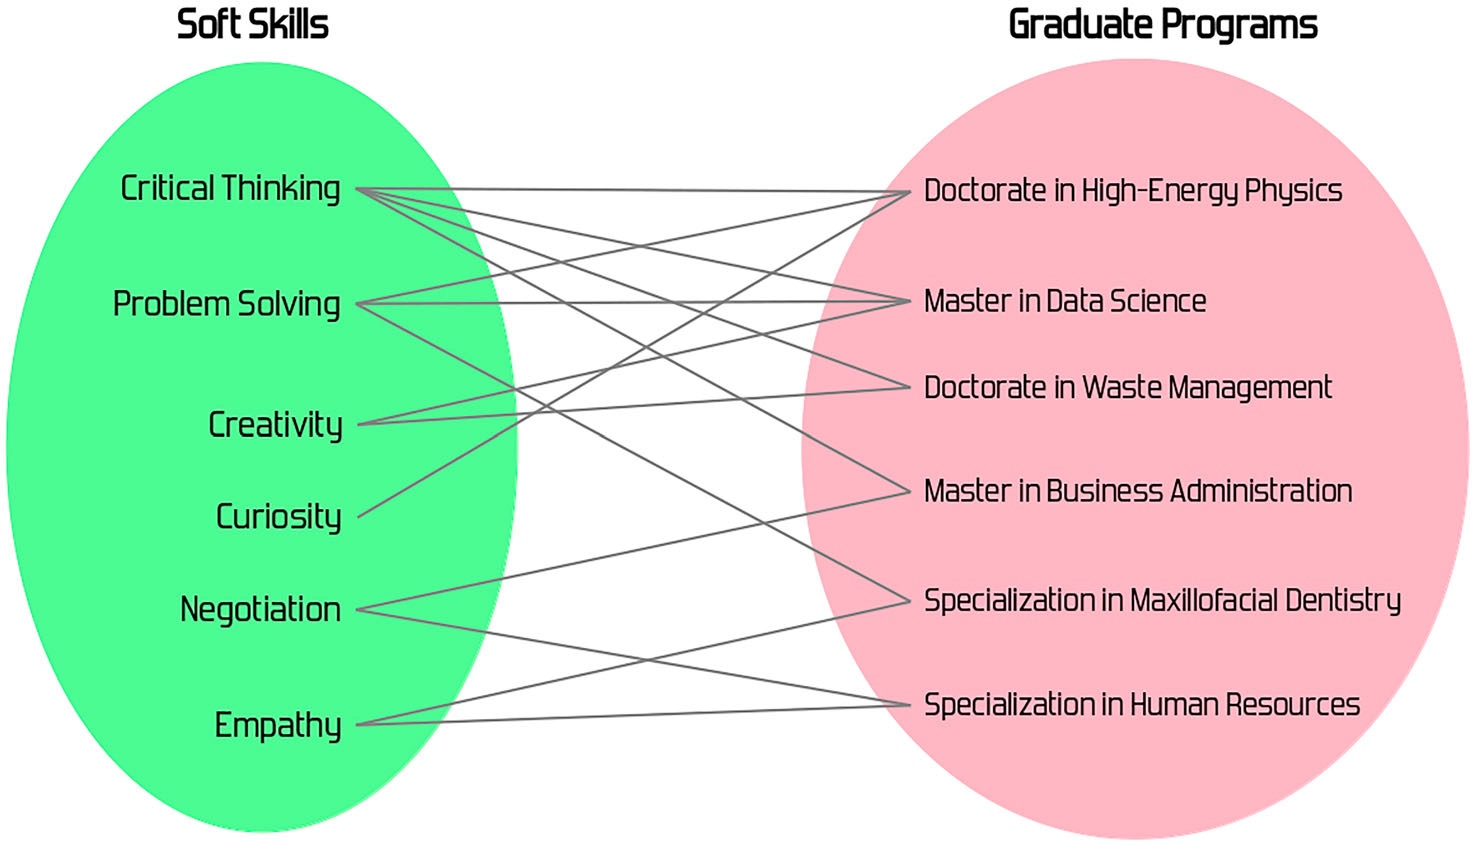 Soft Skills
Graduate Programs
Critical Thinking
Problem Solving
Creativity
Curiosity
Negotiation
Empathy
Doctorate in High-Energy Physics
Master in Data Science
Doctorate in Waste Management
Master in Business Administration
Specialization in Maxillofacial Dentistry
Specialization in Human Resources